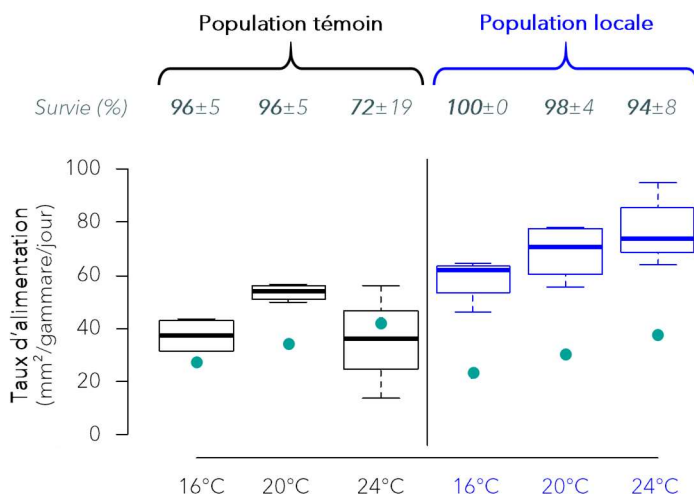 Population témoin Population locale
Survie (%) 96±5 96±5 72±19 100±0 98±4 94±8
Taux d'alimentation
(mm²/gammare/jour)
100
80
60
40
20
0
16°C 20°C 24°C 16°C 20°C 24°C